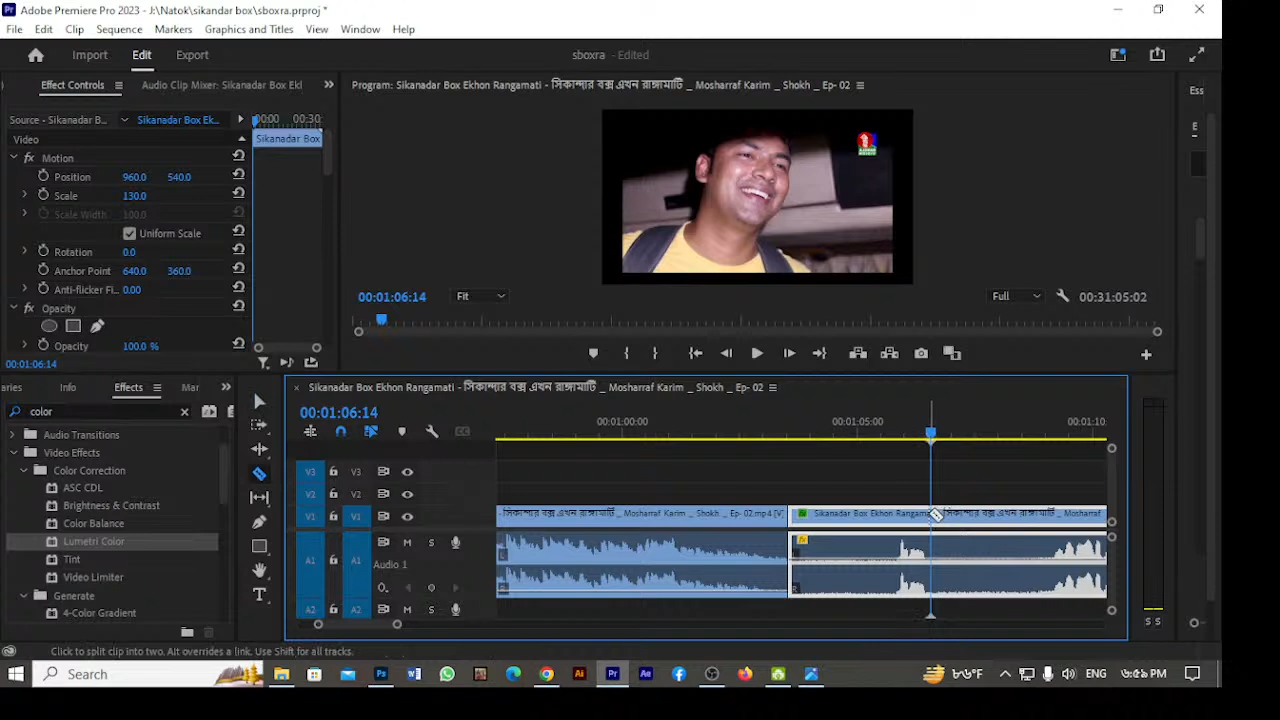 Adobe Premiere Pro 2023 - J:\Natok\sikandar box\sboxra.prproj *
File Edit Clip Sequence Markers Graphics and Titles View Window Help
Import Edit Export
sboxra - Edited
Effect Controls Audio Clip Mixer: Sikanadar Box Ekl
Program: Sikanadar Box Ekhon Rangamati - সিকান্দার বক্স এখন রাঙ্গামাটি _ Mosharraf Karim _ Shokh _ Ep- 02
Ess
Source - Sikanadar B... Sikanadar Box Ek... 00:00 00:30
Video Sikanadar Box
E
Motion
Position 960.0 540.0
Scale 130.0
Scale Width 100.0
Uniform Scale
Rotation 0.0
Anchor Point 640.0 360.0
Anti-flicker Fi... 0.00
Opacity
Opacity 100.0 %
00:01:06:14
00:01:06:14 Fit Full 00:31:05:02
aries Info Effects Mar
color
Audio Transitions
Video Effects
Color Correction
ASC CDL
Brightness & Contrast
Color Balance
Lumetri Color
Tint
Video Limiter
Generate
4-Color Gradient
Sikanadar Box Ekhon Rangamati - সিকান্দার বক্স এখন রাঙ্গামাটি _ Mosharraf Karim _ Shokh _ Ep- 02
00:01:06:14
00:01:00:00 00:01:05:00 00:01:10
V3 V3
V2 V2
V1 V1
- সিকান্দার বক্স এখন রাঙ্গামাটি _ Mosharraf Karim _ Shokh _ Ep- 02.mp4 [V]
Sikanadar Box Ekhon Rangama সিকান্দার বক্স এখন রাঙ্গামাটি _ Mosharraf
A1 A1 M S
Audio 1
L
R
R
A2 A2 M S
S S
Click to split clip into two. Alt overrides a link. Use Shift for all tracks.
Search
Ps Ai Pr Ae
৮৬°F
ENG
৩:৫৯ PM